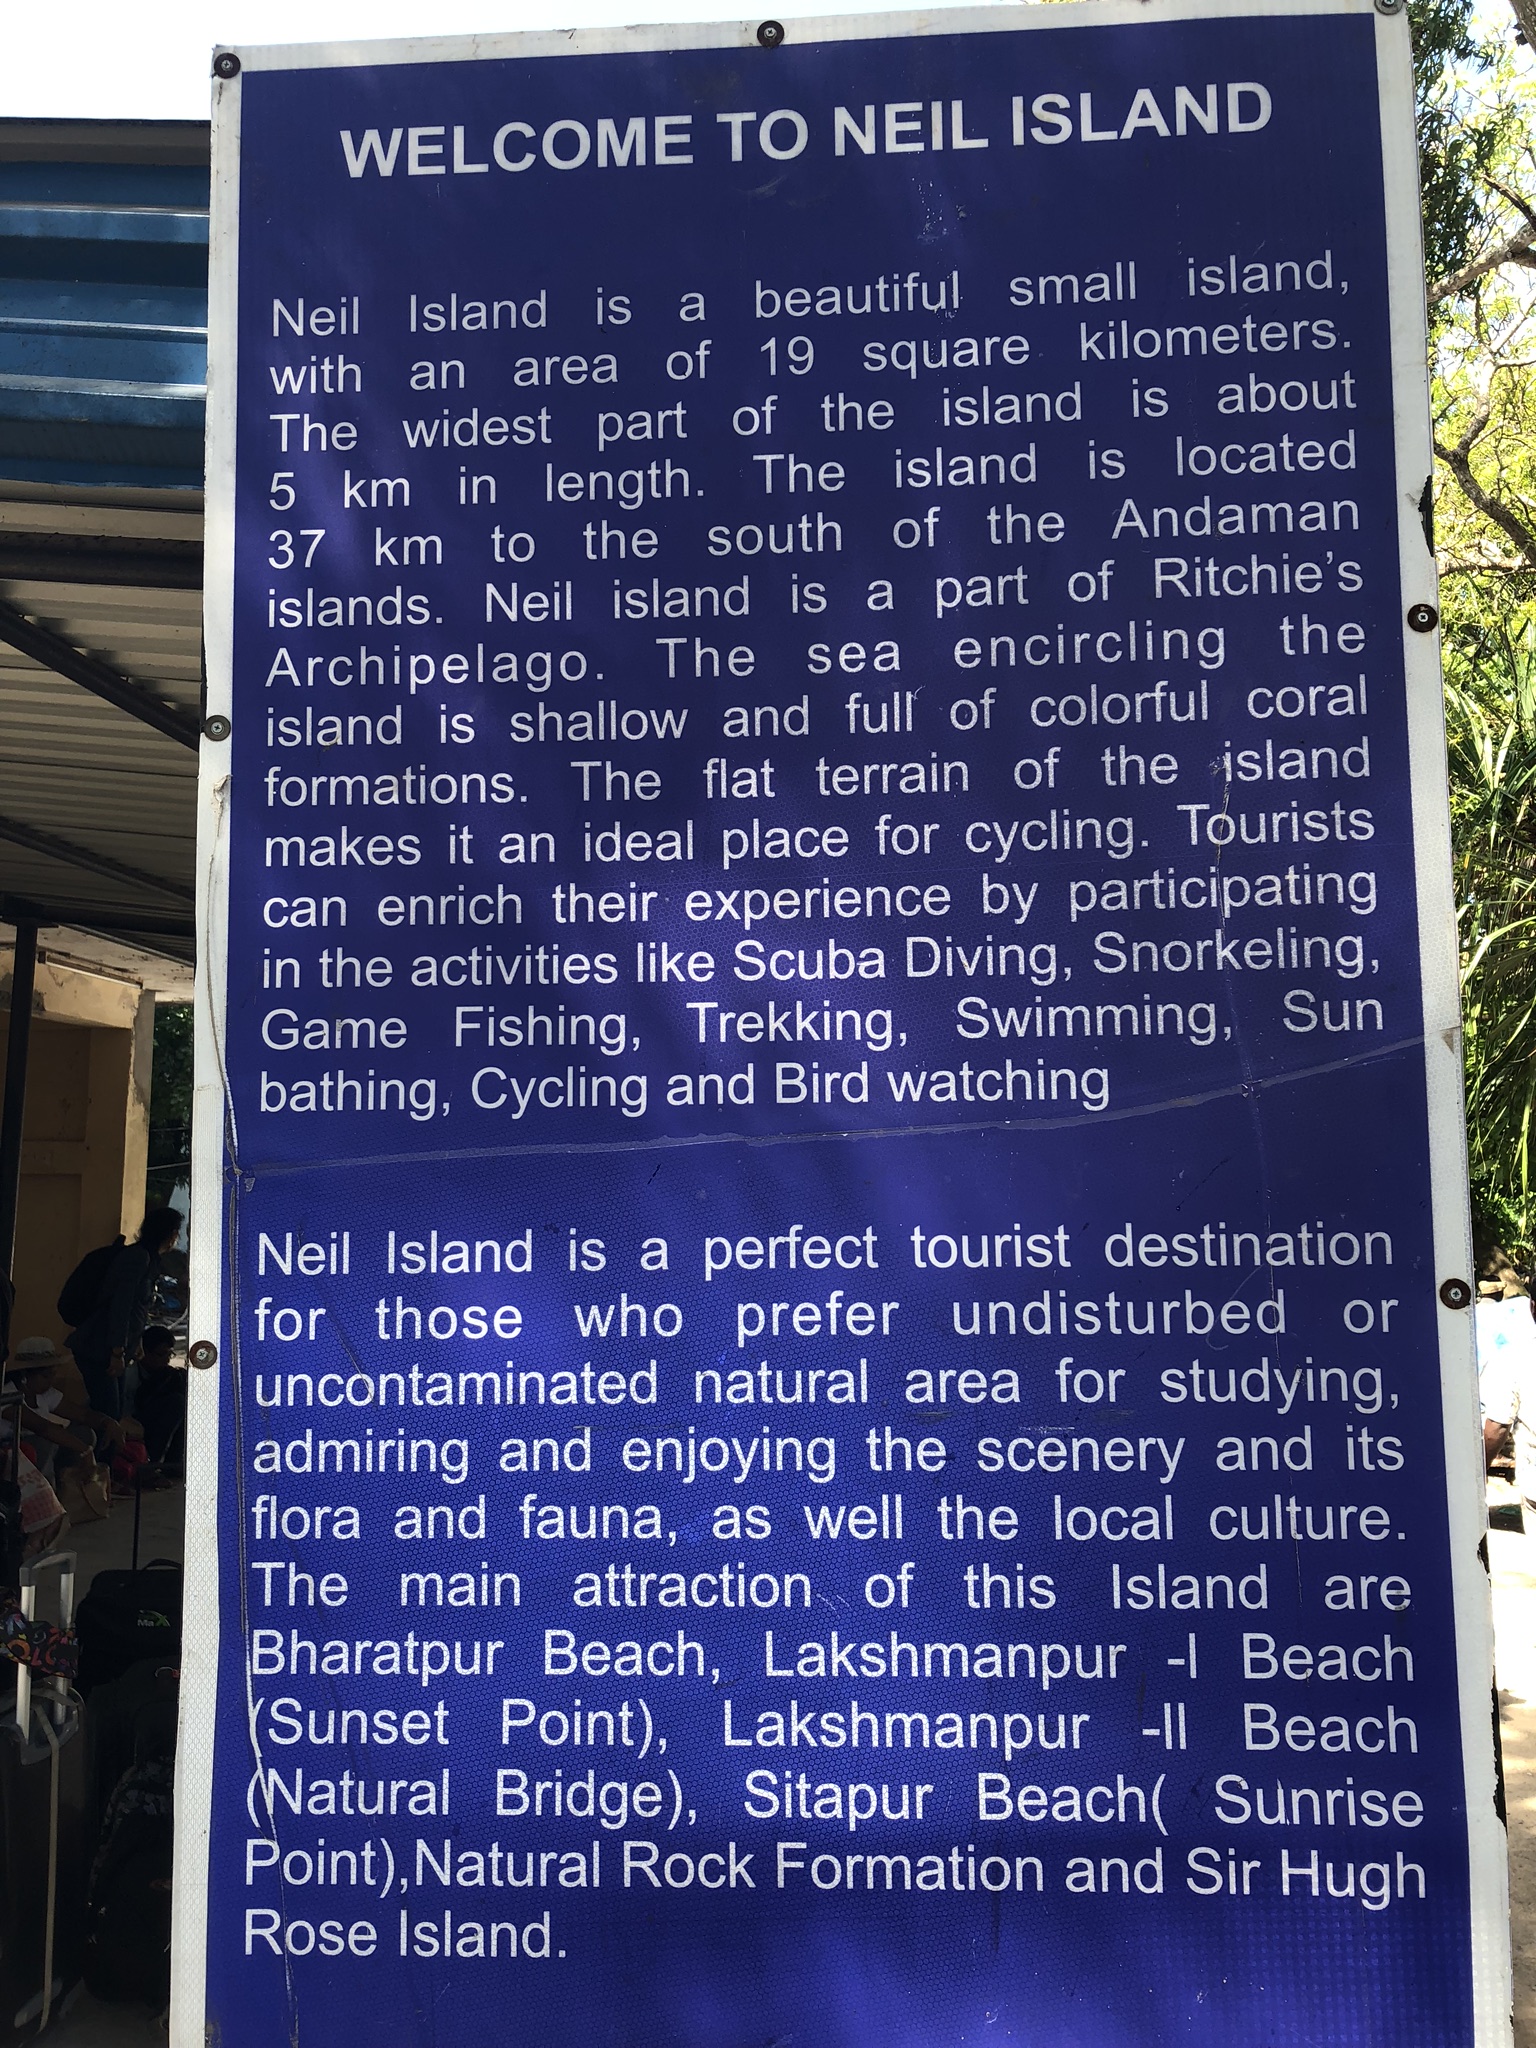 WELCOME TO NEIL ISLAND
Neil Island is a beautiful small island,
with an area of 19 square kilometers.
The widest part of the island is about
5 km in length. The island is located
37 km to the south of the Andaman
islands. Neil island is a part of Ritchie's
Archipelago. The sea encircling the
island is shallow and full of colorful coral
formations. The flat terrain of the island
makes it an ideal place for cycling. Tourists
can enrich their experience by participating
in the activities like Scuba Diving, Snorkeling,
Game Fishing, Trekking, Swimming, Sun
bathing, Cycling and Bird watching
Neil Island is a perfect tourist destination
for those who prefer undisturbed or
uncontaminated natural area for studying,
admiring and enjoying the scenery and its
flora and fauna, as well the local culture.
The main attraction of this Island are
Bharatpur Beach, Lakshmanpur -I Beach
(Sunset Point), Lakshmanpur -II Beach
(Natural Bridge), Sitapur Beach( Sunrise
Point),Natural Rock Formation and Sir Hugh
Rose Island.